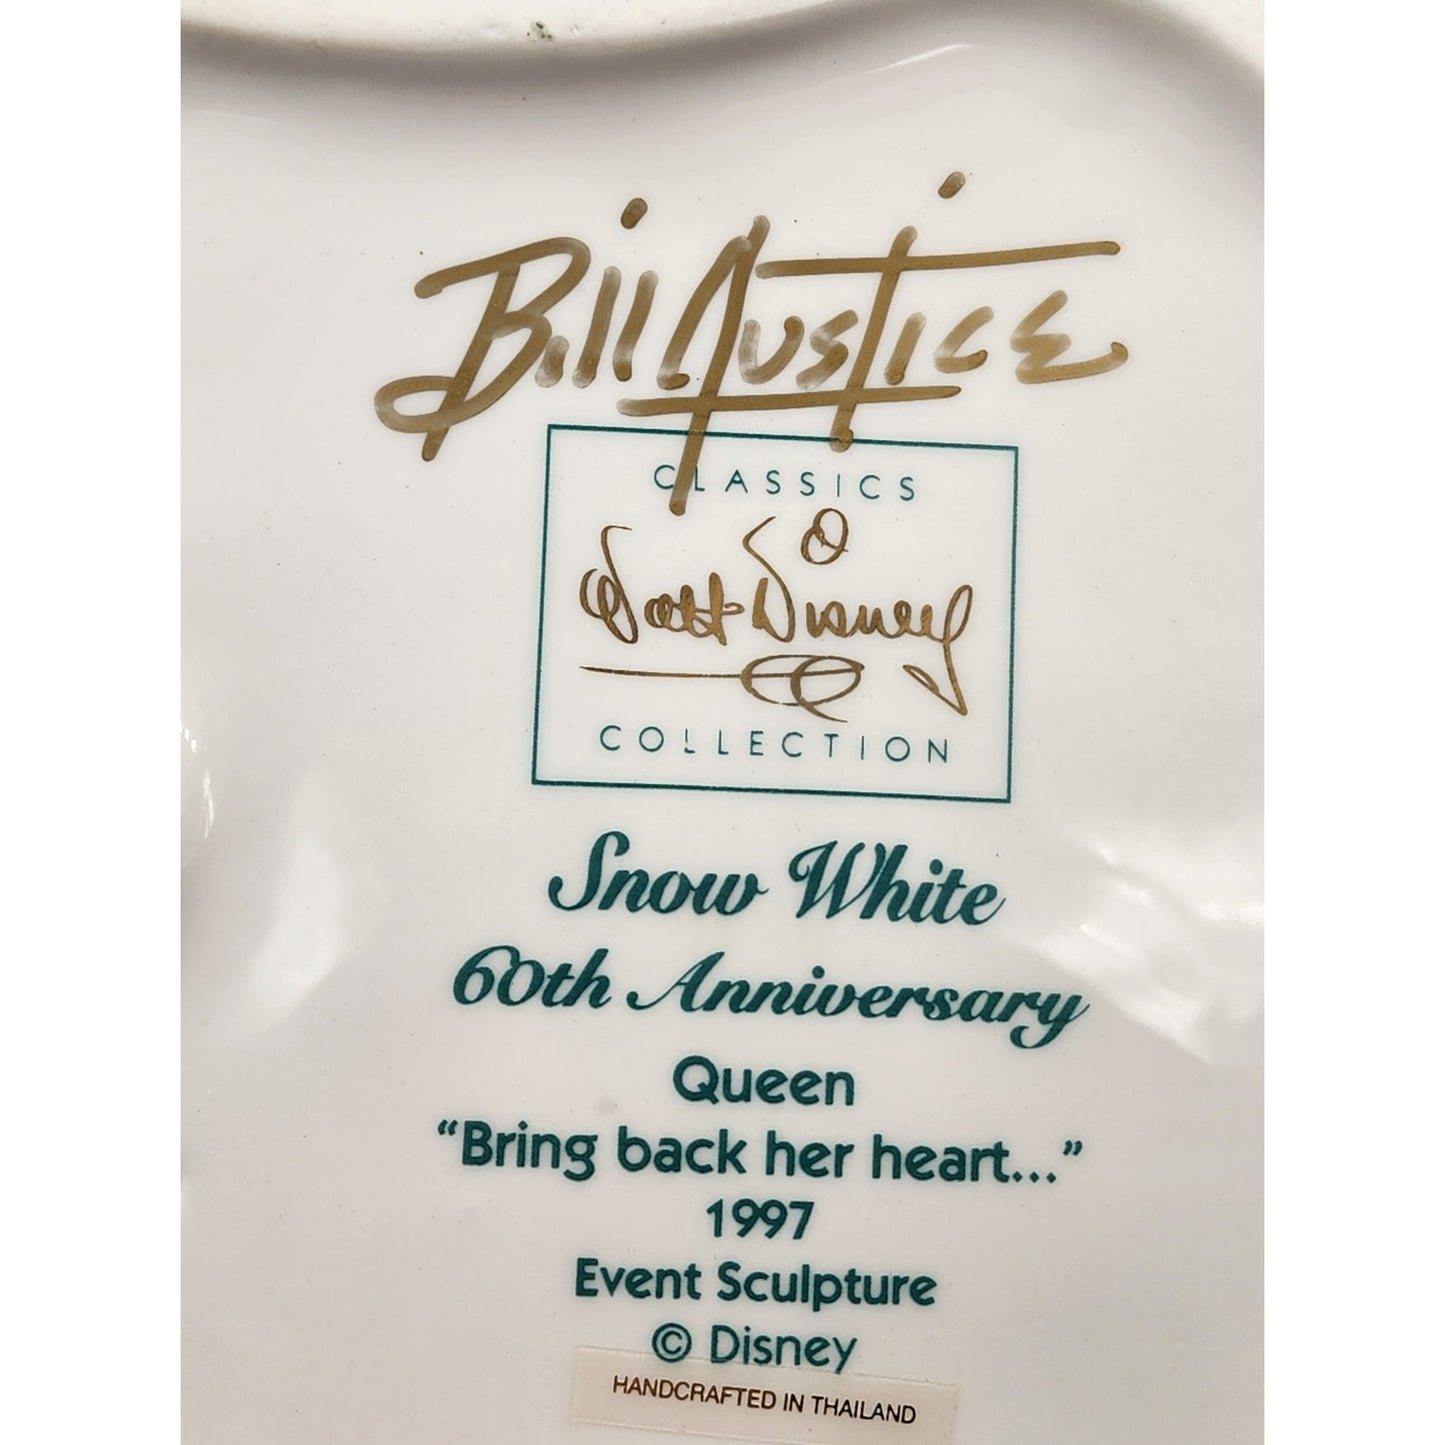 Bill Justice
CLASSICS
Walt Disney
COLLECTION
Snow White
60th Anniversary
Queen
“Bring back her heart...”
1997
Event Sculpture
© Disney
HANDCRAFTED IN THAILAND